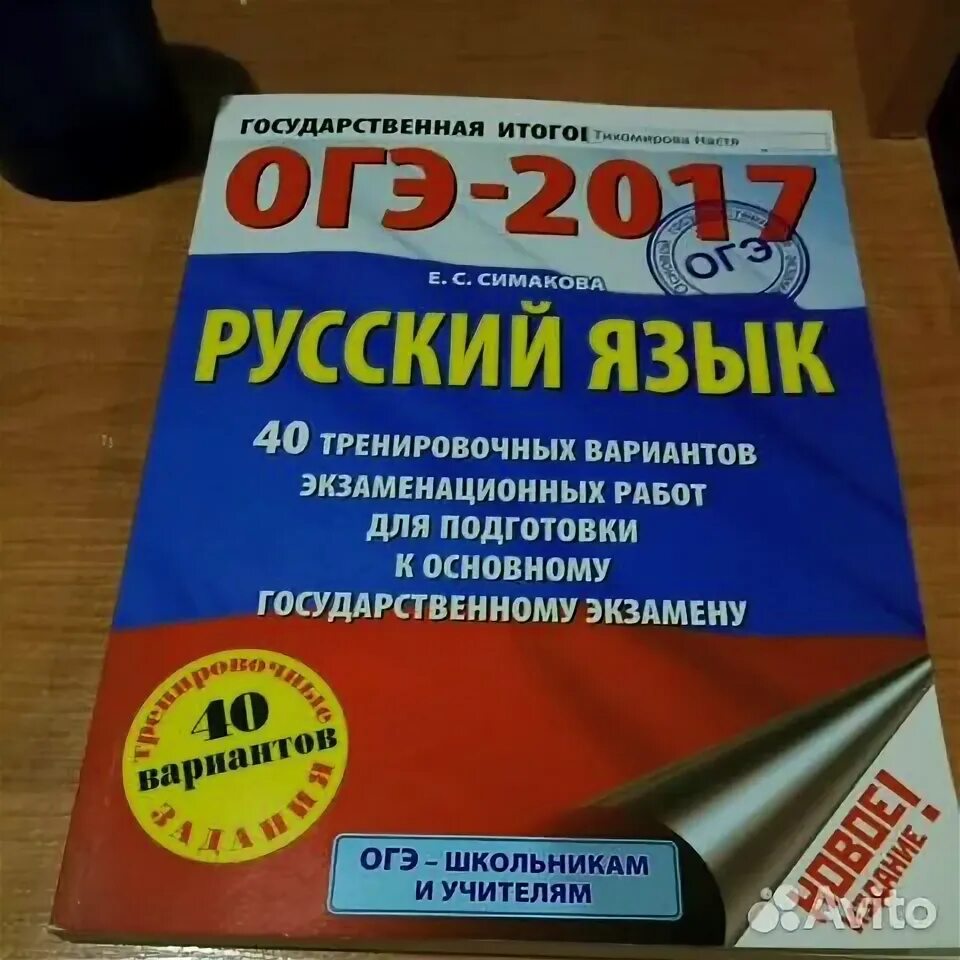 ГОСУДАРСТВЕННАЯ ИТОГО
Тихомирова Настя
ОГЭ-2017
ОГЭ
Е. С. СИМАКОВА
РУССКИЙ ЯЗЫК
40 ТРЕНИРОВОЧНЫХ ВАРИАНТОВ
ЭКЗАМЕНАЦИОННЫХ РАБОТ
ДЛЯ ПОДГОТОВКИ
К ОСНОВНОМУ
ГОСУДАРСТВЕННОМУ ЭКЗАМЕНУ
тренировочные
40
вариантов
ЗАДАНИЯ
НОВОЕ!
ИЗДАНИЕ
ОГЭ – ШКОЛЬНИКАМ
И УЧИТЕЛЯМ
Avito